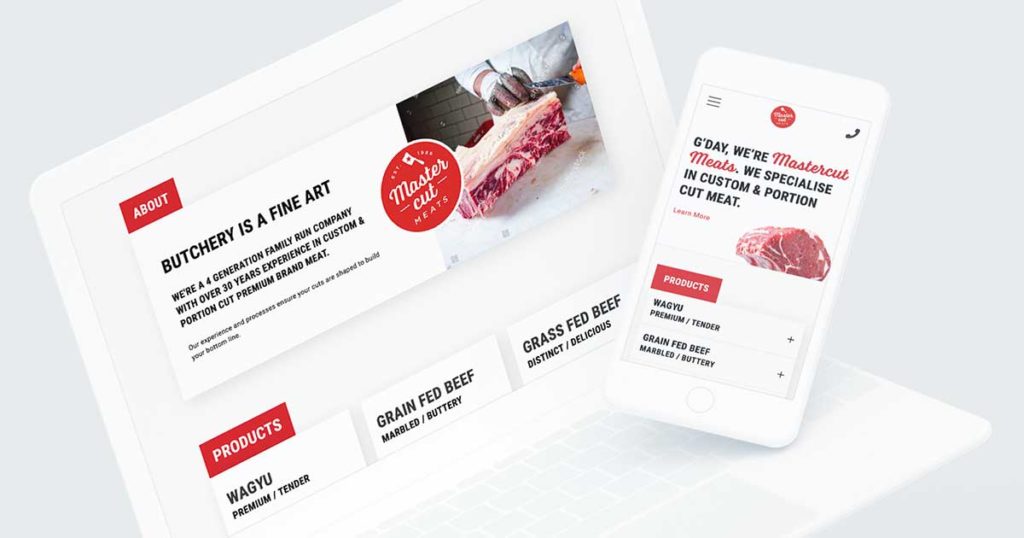 ABOUT
BUTCHERY IS A FINE ART
WE'RE A 4 GENERATION FAMILY RUN COMPANY
WITH OVER 30 YEARS EXPERIENCE IN CUSTOM &
PORTION CUT PREMIUM BRAND MEAT.
Our experience and processes ensure your cuts are shaped to build
your bottom line.
Master
cut
MEATS
PRODUCTS
WAGYU
PREMIUM / TENDER
GRAIN FED BEEF
MARBLED / BUTTERY
GRASS FED BEEF
DISTINCT / DELICIOUS
Master
cut
MEATS
G'DAY, WE'RE Mastercut
Meats. WE SPECIALISE
IN CUSTOM & PORTION
CUT MEAT.
Learn More
PRODUCTS
WAGYU
PREMIUM / TENDER
+
GRAIN FED BEEF
MARBLED / BUTTERY
+